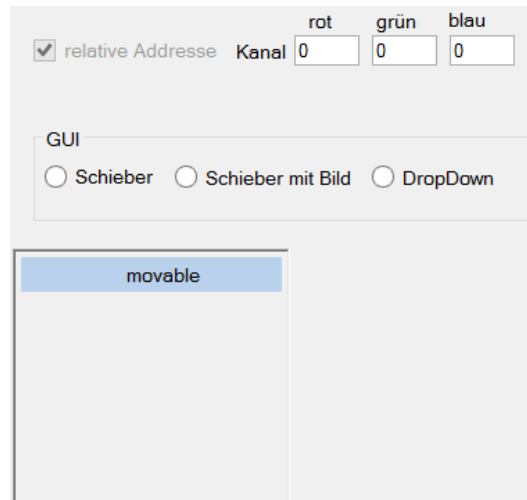 rot grün blau
relative Addresse Kanal 0 0 0
GUI
Schieber Schieber mit Bild DropDown
movable